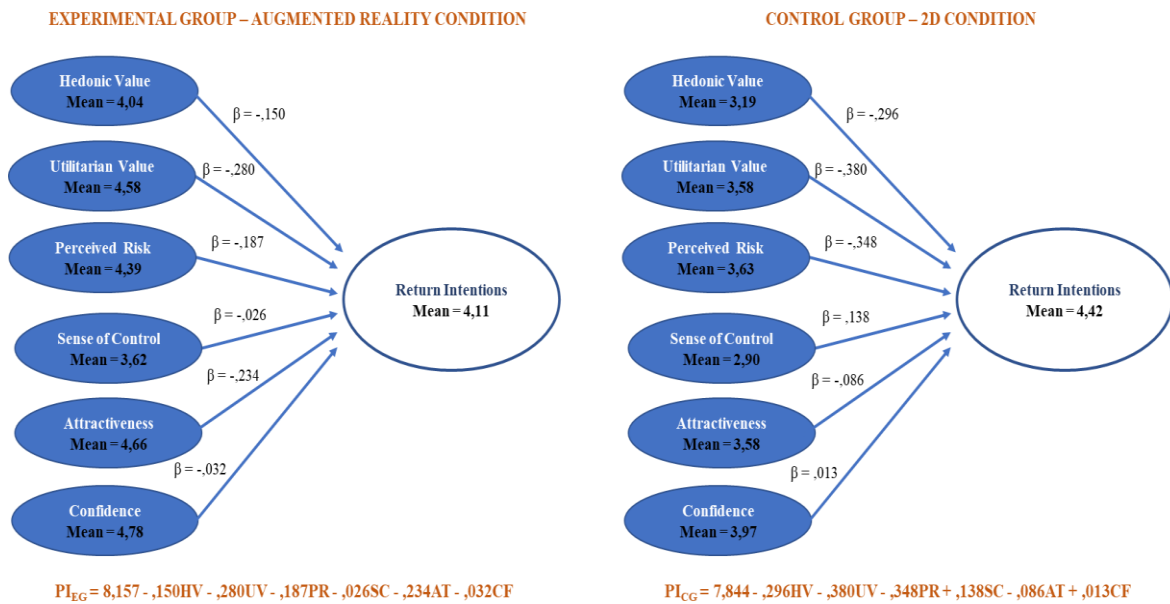 EXPERIMENTAL GROUP – AUGMENTED REALITY CONDITION
Hedonic Value
Mean = 4,04
β = -,150
Utilitarian Value
Mean = 4,58
β = -,280
Perceived Risk
Mean = 4,39
β = -,187
Sense of Control
Mean = 3,62
β = -,026
Attractiveness
Mean = 4,66
β = -,234
Confidence
Mean = 4,78
β = -,032
Return Intentions
Mean = 4,11
PI_EG = 8,157 - ,150HV - ,280UV - ,187PR - ,026SC - ,234AT - ,032CF
CONTROL GROUP – 2D CONDITION
Hedonic Value
Mean = 3,19
β = -,296
Utilitarian Value
Mean = 3,58
β = -,380
Perceived Risk
Mean = 3,63
β = -,348
Sense of Control
Mean = 2,90
β = ,138
Attractiveness
Mean = 3,58
β = -,086
Confidence
Mean = 3,97
β = ,013
Return Intentions
Mean = 4,42
PI_CG = 7,844 - ,296HV - ,380UV - ,348PR + ,138SC - ,086AT + ,013CF